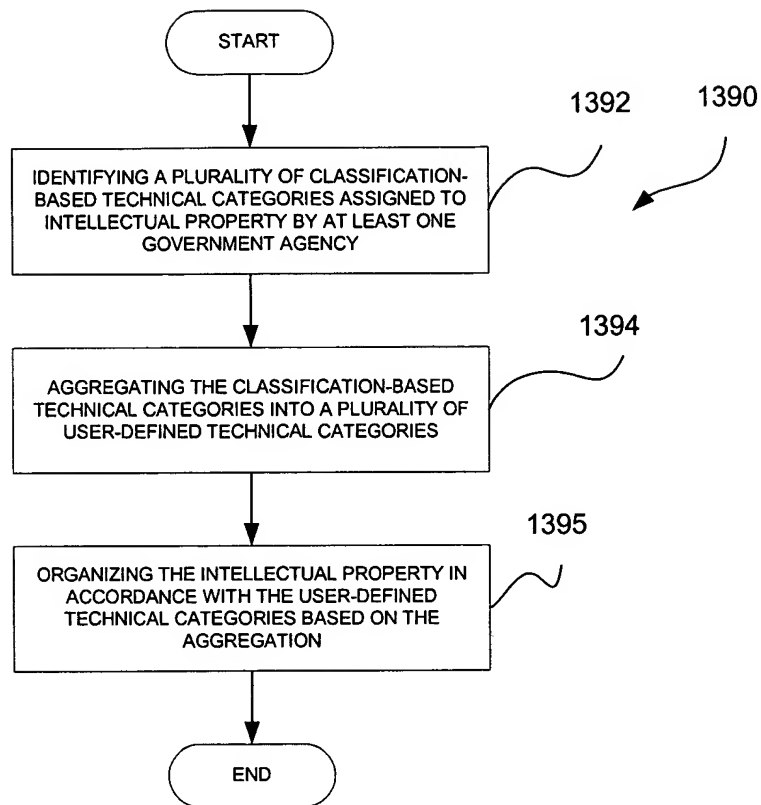 START
1392
1390
IDENTIFYING A PLURALITY OF CLASSIFICATION-
BASED TECHNICAL CATEGORIES ASSIGNED TO
INTELLECTUAL PROPERTY BY AT LEAST ONE
GOVERNMENT AGENCY
1394
AGGREGATING THE CLASSIFICATION-BASED
TECHNICAL CATEGORIES INTO A PLURALITY OF
USER-DEFINED TECHNICAL CATEGORIES
1395
ORGANIZING THE INTELLECTUAL PROPERTY IN
ACCORDANCE WITH THE USER-DEFINED
TECHNICAL CATEGORIES BASED ON THE
AGGREGATION
END